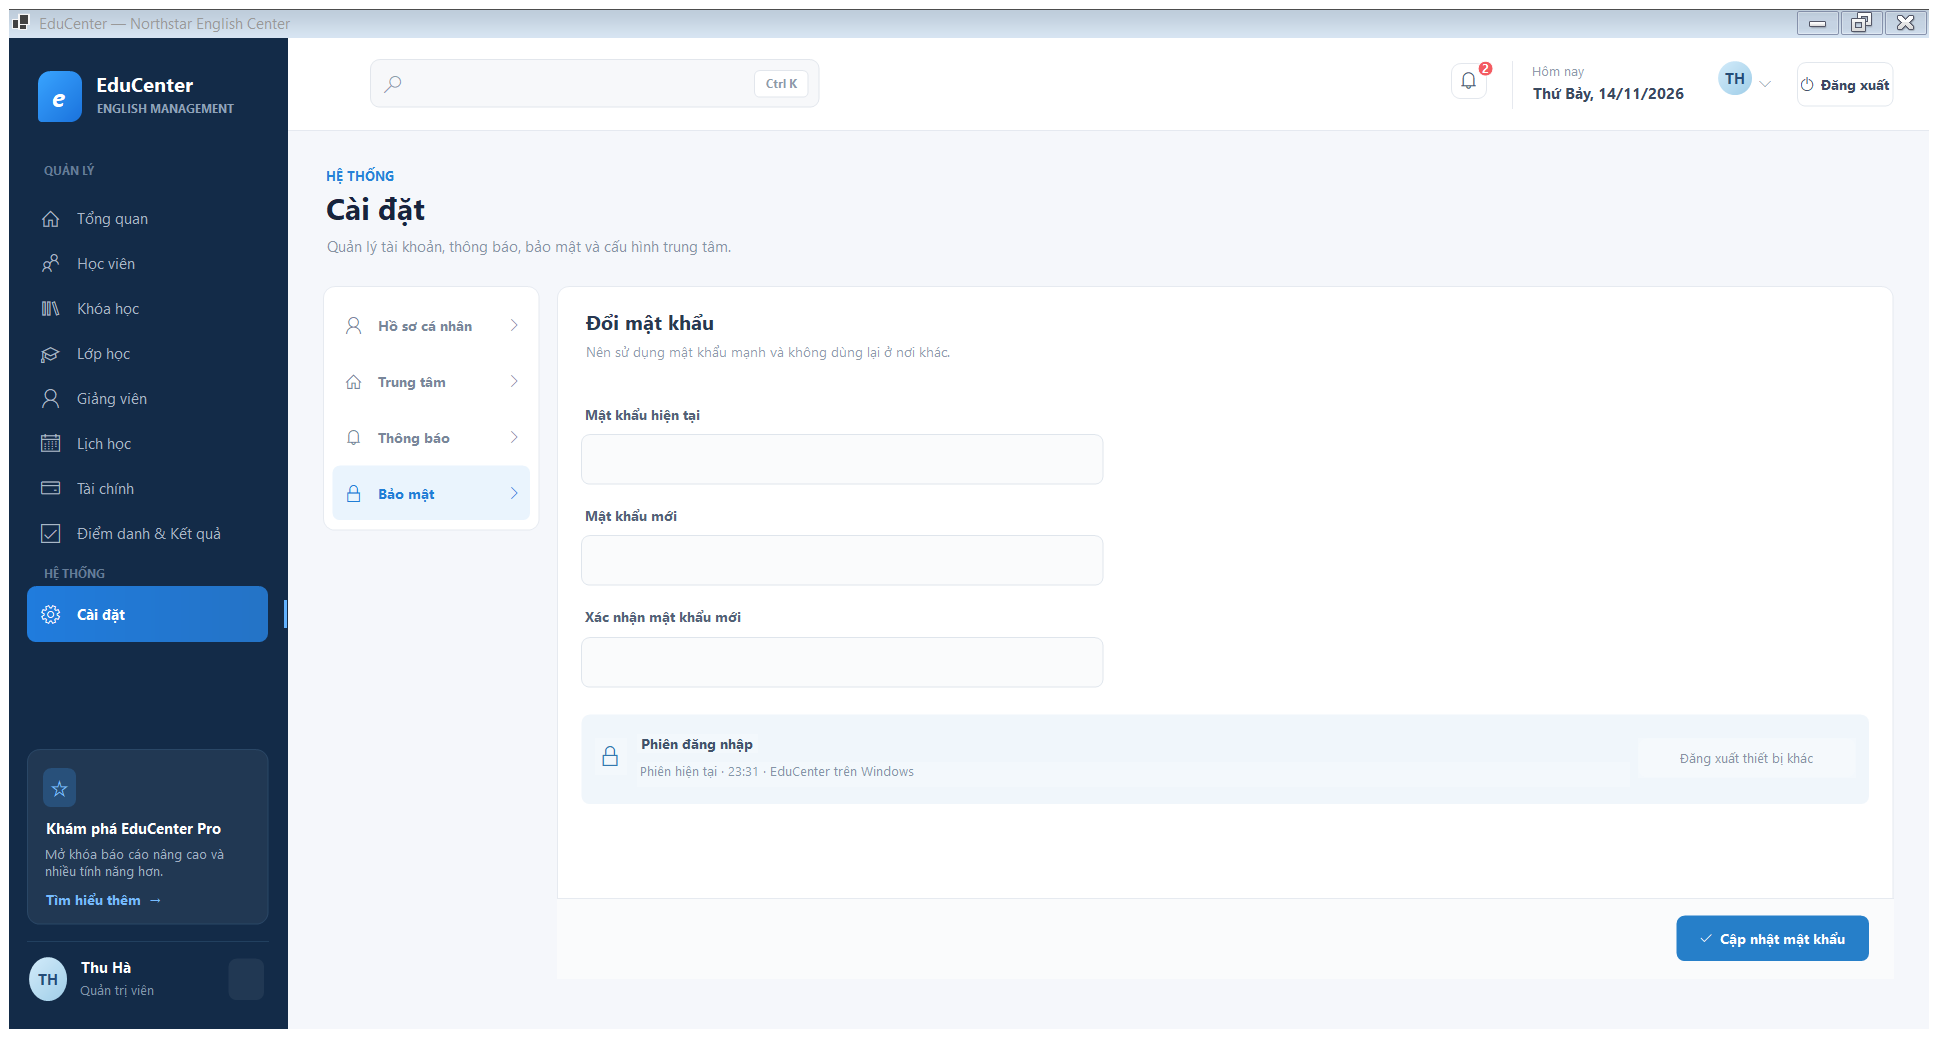 EduCenter — Northstar English Center
e
EduCenter
ENGLISH MANAGEMENT
QUẢN LÝ
Tổng quan
Học viên
Khóa học
Lớp học
Giảng viên
Lịch học
Tài chính
Điểm danh & Kết quả
HỆ THỐNG
Cài đặt
Khám phá EduCenter Pro
Mở khóa báo cáo nâng cao và
nhiều tính năng hơn.
Tìm hiểu thêm →
TH
Thu Hà
Quản trị viên
Ctrl K
2
Hôm nay
Thứ Bảy, 14/11/2026
TH
Đăng xuất
HỆ THỐNG
Cài đặt
Quản lý tài khoản, thông báo, bảo mật và cấu hình trung tâm.
Hồ sơ cá nhân
Trung tâm
Thông báo
Bảo mật
Đổi mật khẩu
Nên sử dụng mật khẩu mạnh và không dùng lại ở nơi khác.
Mật khẩu hiện tại
Mật khẩu mới
Xác nhận mật khẩu mới
Phiên đăng nhập
Phiên hiện tại · 23:31 · EduCenter trên Windows
Đăng xuất thiết bị khác
Cập nhật mật khẩu